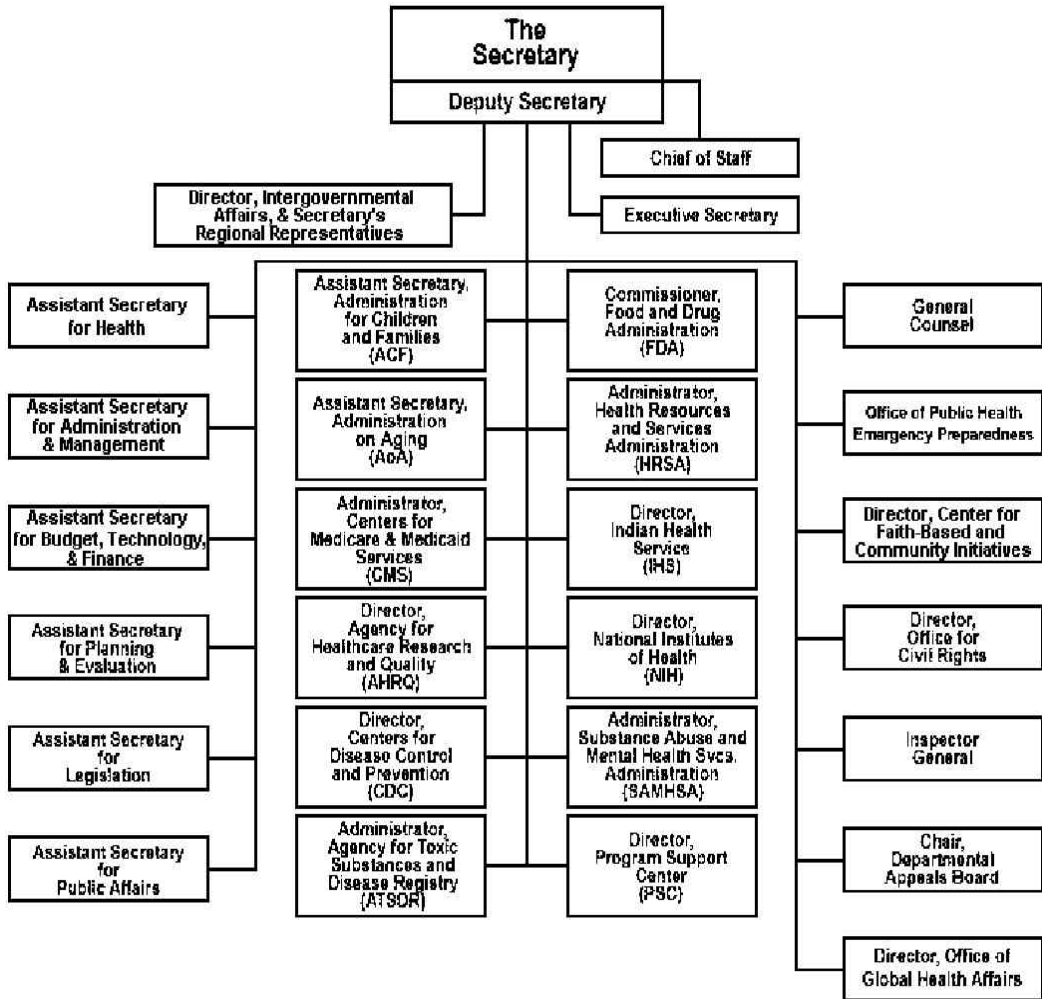 The
Secretary
Deputy Secretary
Chief of Staff
Director, Intergovernmental
Affairs, & Secretary's
Regional Representatives
Executive Secretary
Assistant Secretary
for Health
Assistant Secretary
for Administration
& Management
Assistant Secretary
for Budget, Technology,
& Finance
Assistant Secretary
for Planning
& Evaluation
Assistant Secretary
for
Legislation
Assistant Secretary
for
Public Affairs
Assistant Secretary,
Administration
for Children
and Families
(ACF)
Assistant Secretary,
Administration
on Aging
(AoA)
Administrator,
Centers for
Medicare & Medicaid
Services
(CMS)
Director,
Agency for
Healthcare Research
and Quality
(AHRQ)
Director,
Centers for
Disease Control
and Prevention
(CDC)
Administrator,
Agency for Toxic
Substances and
Disease Registry
(ATSDR)
Commissioner,
Food and Drug
Administration
(FDA)
Administrator,
Health Resources
and Services
Administration
(HRSA)
Director,
Indian Health
Service
(IHS)
Director,
National Institutes
of Health
(NIH)
Administrator,
Substance Abuse and
Mental Health Svcs.
Administration
(SAMHSA)
Director,
Program Support
Center
(PSC)
General
Counsel
Office of Public Health
Emergency Preparedness
Director, Center for
Faith-Based and
Community Initiatives
Director,
Office for
Civil Rights
Inspector
General
Chair,
Departmental
Appeals Board
Director, Office of
Global Health Affairs